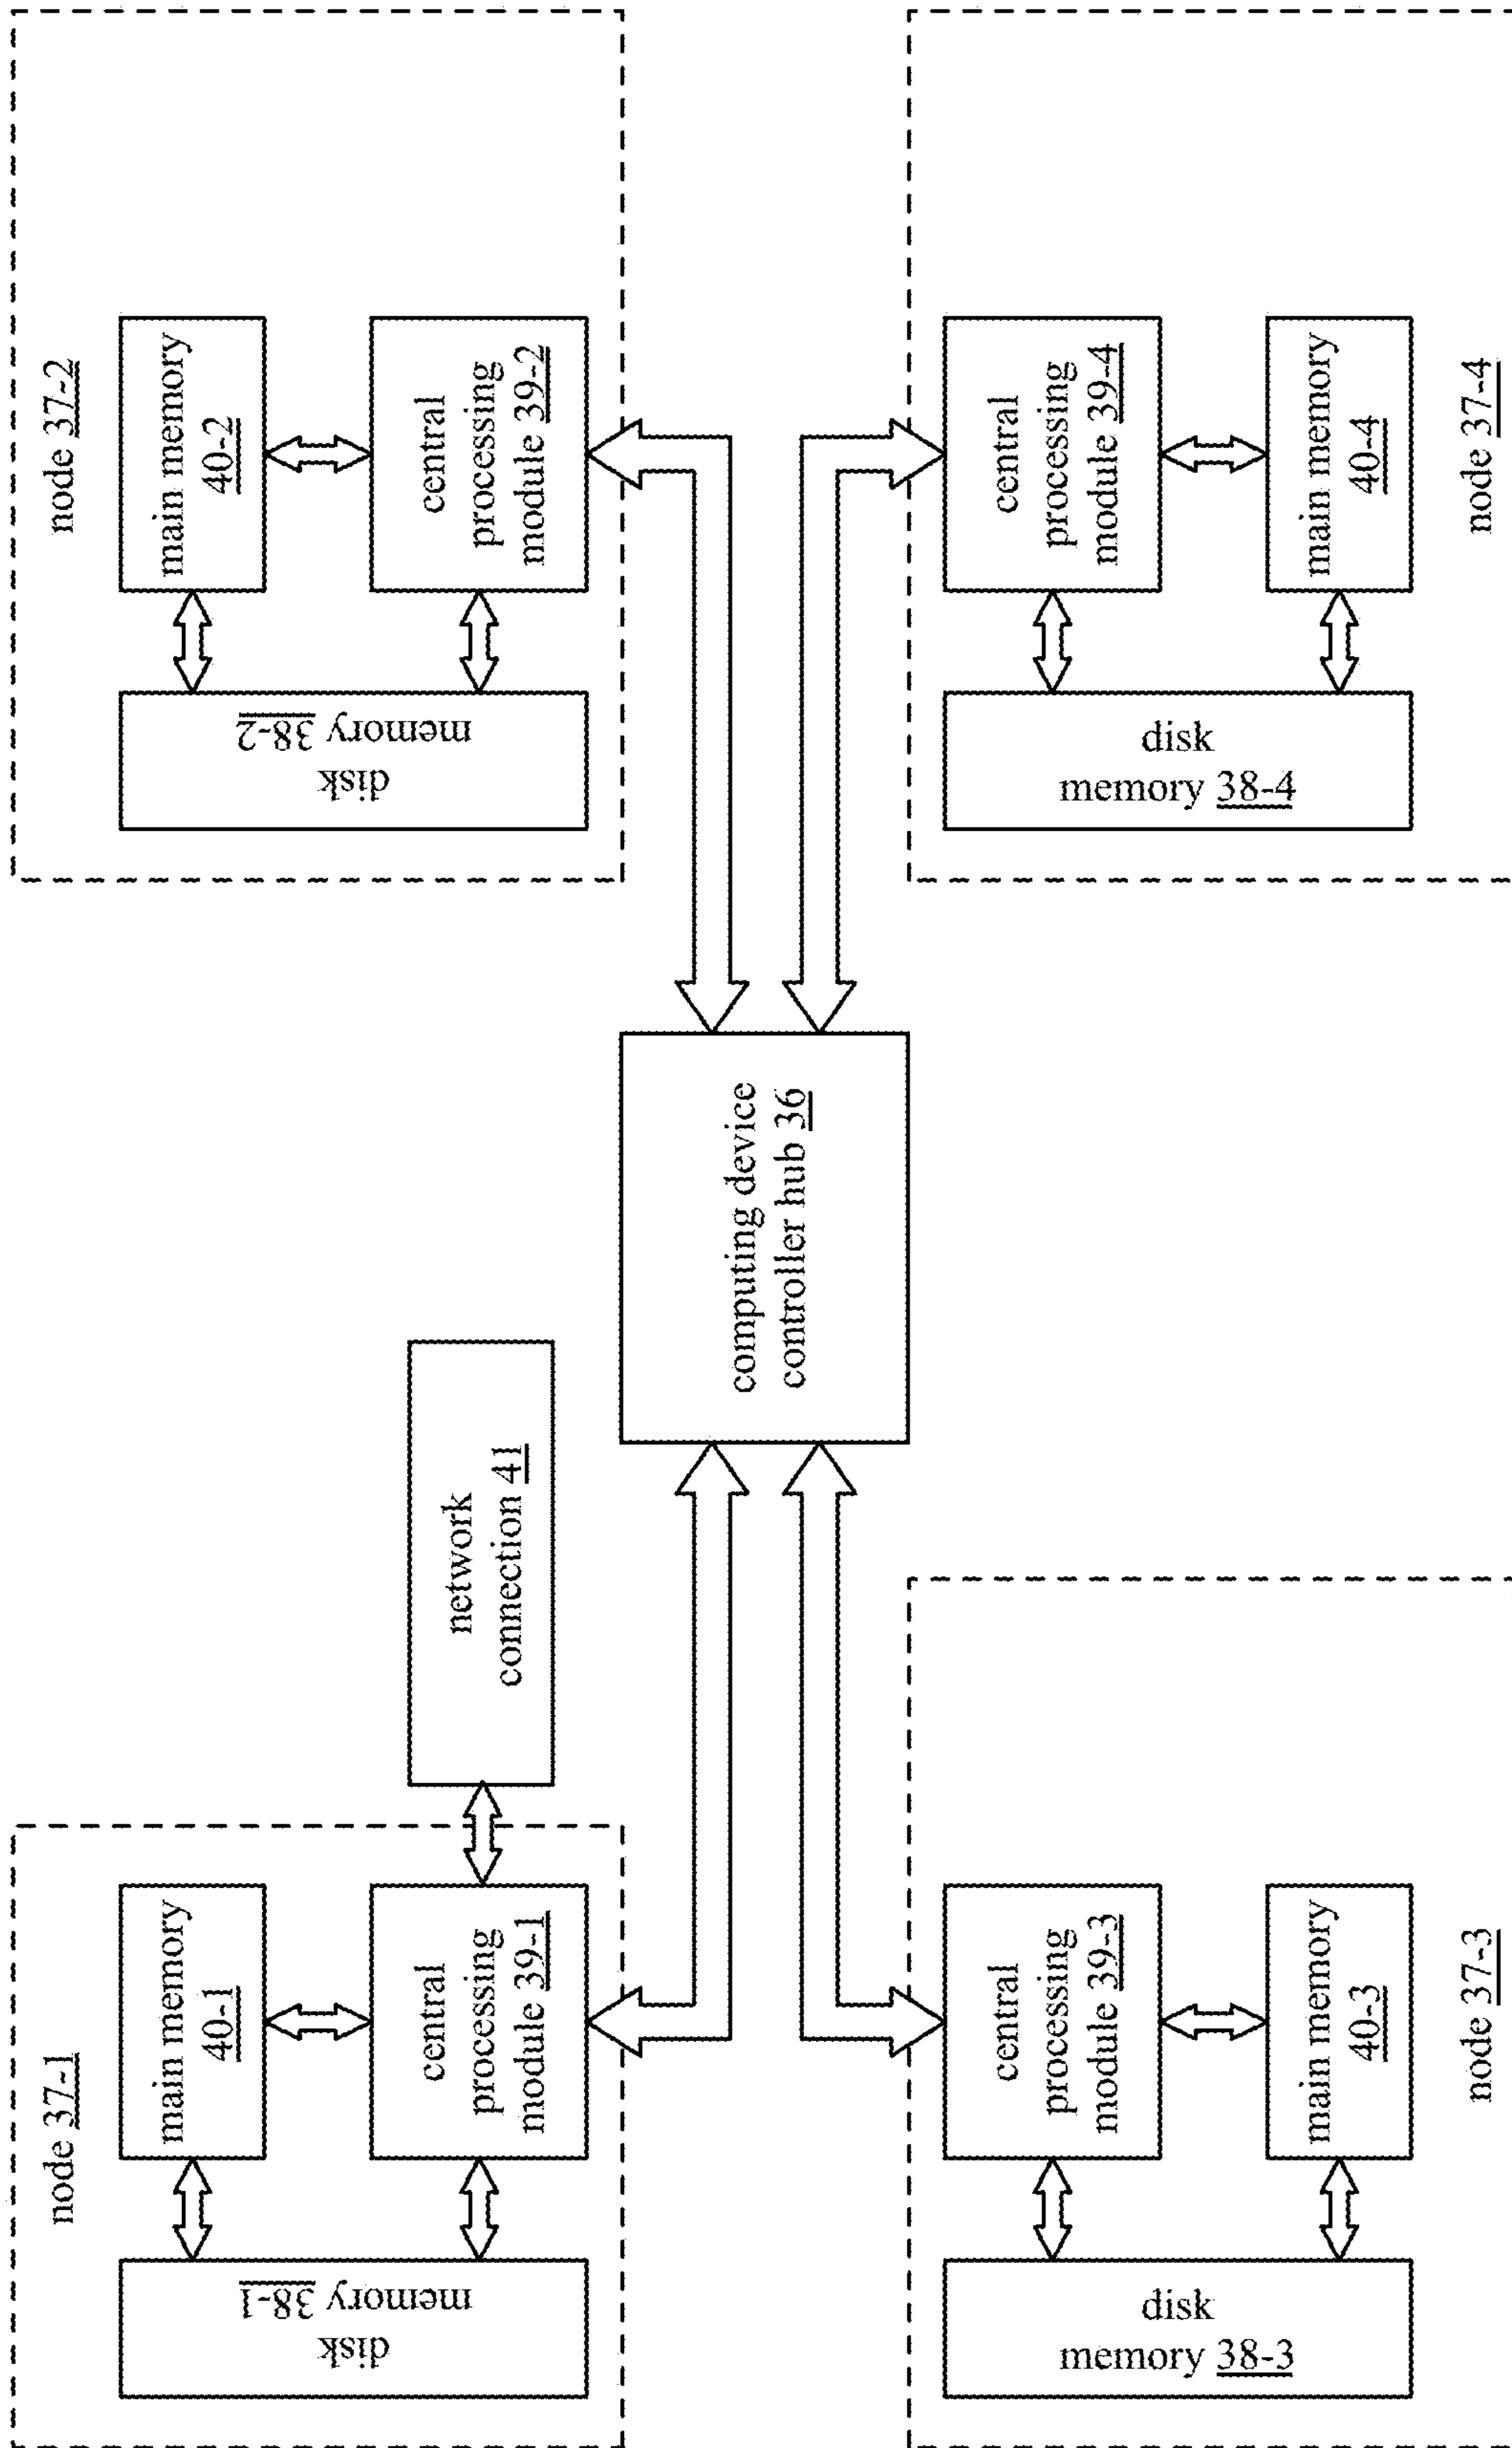 node 37-1
main memory
40-1
central
processing
module 39-1
disk
memory 38-1
network
connection 41
node 37-2
main memory
40-2
central
processing
module 39-2
disk
memory 38-2
computing device
controller hub 36
disk
memory 38-3
central
processing
module 39-3
main memory
40-3
node 37-3
disk
memory 38-4
central
processing
module 39-4
main memory
40-4
node 37-4